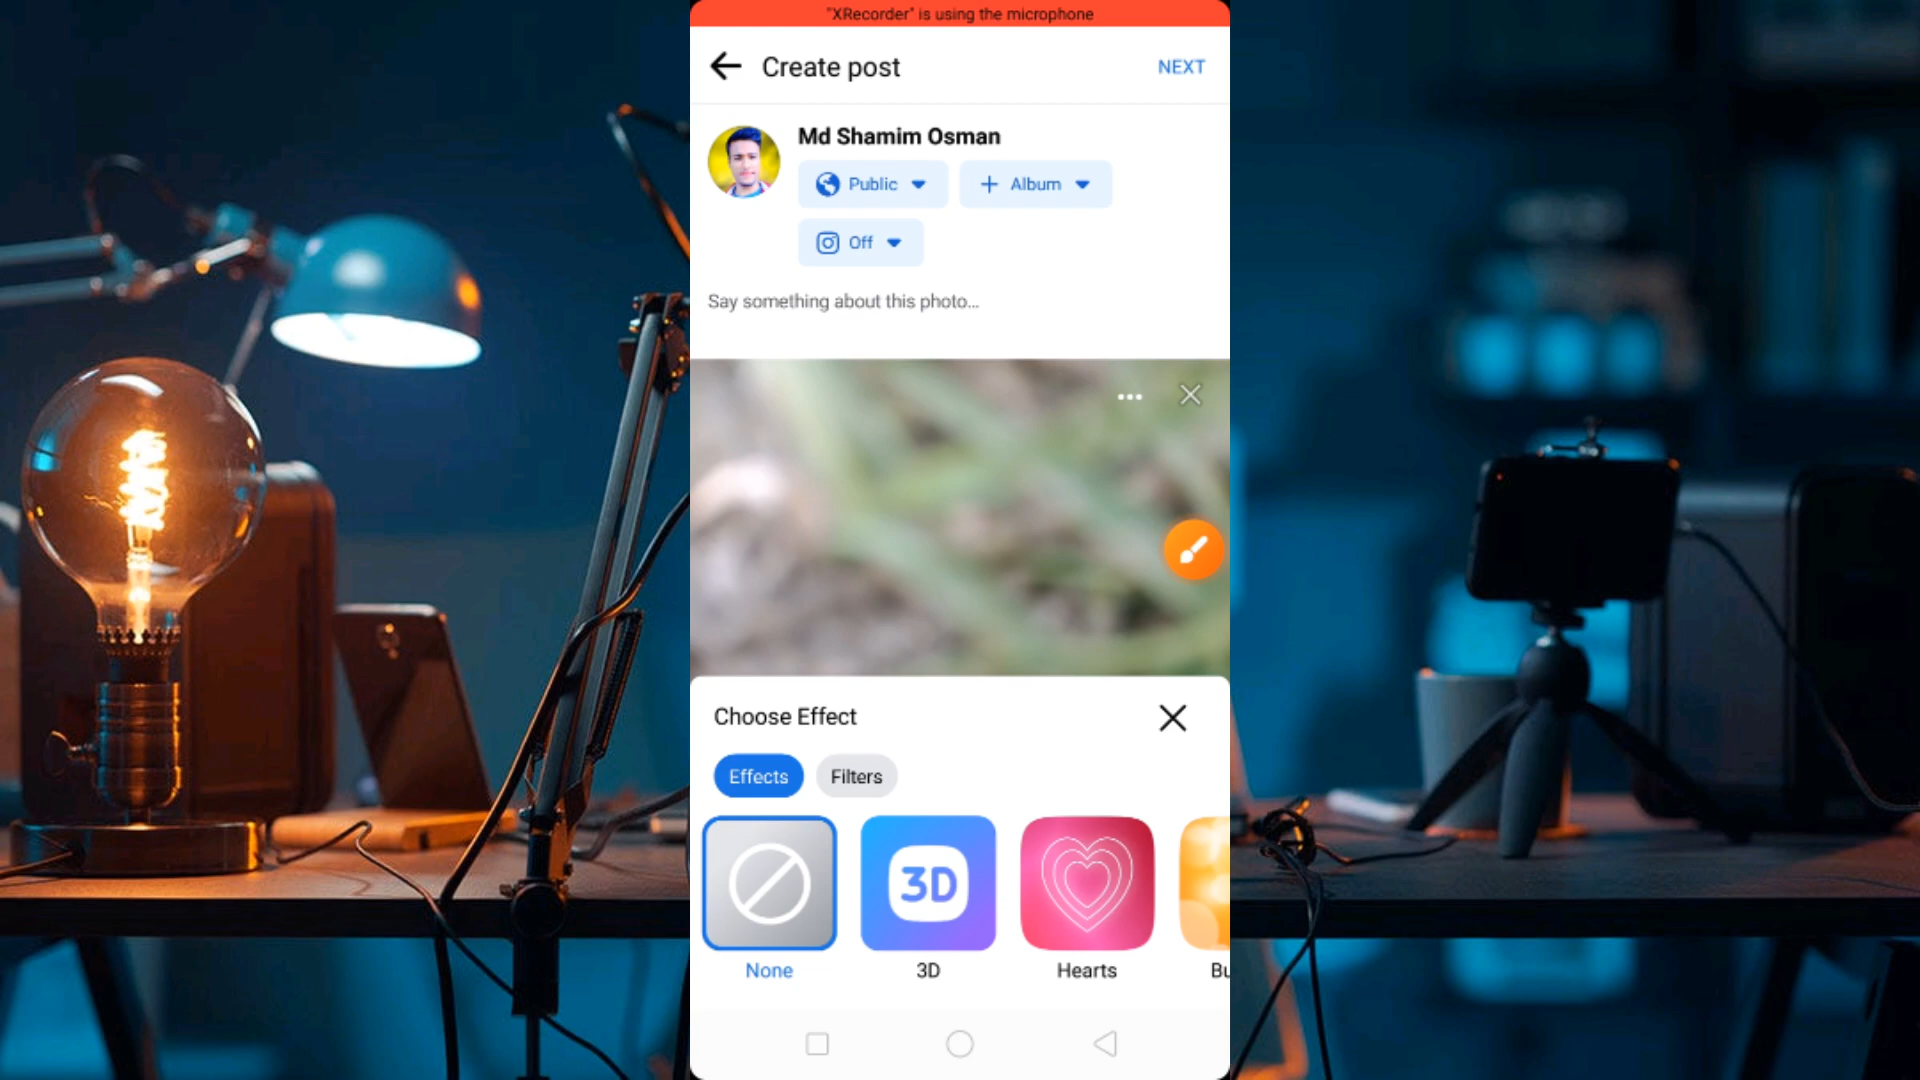 "XRecorder" is using the microphone
Create post
NEXT
Md Shamim Osman
Public
Album
Off
Say something about this photo...
Choose Effect
Effects
Filters
3D
None
3D
Hearts
Bu